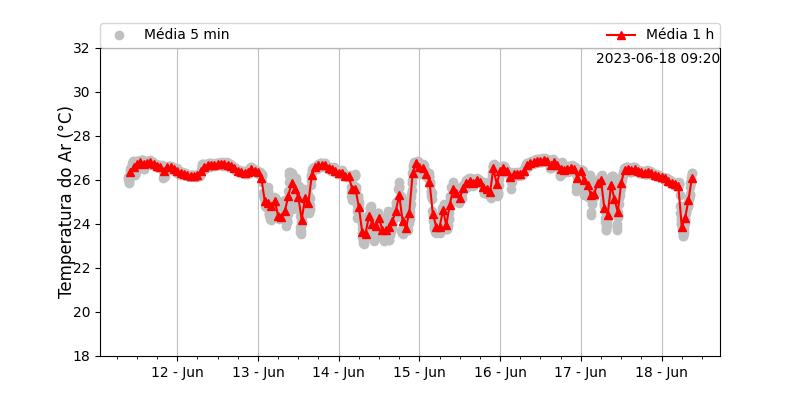 Média 5 min
Média 1 h
2023-06-18 09:20
Temperatura do Ar (°C)
32
30
28
26
24
22
20
18
12 - Jun
13 - Jun
14 - Jun
15 - Jun
16 - Jun
17 - Jun
18 - Jun